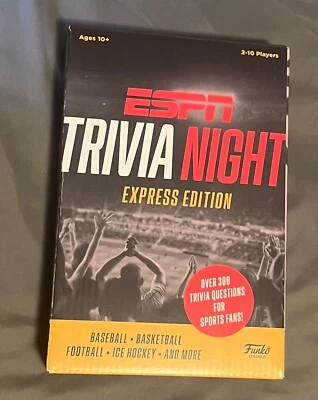 Ages 10+
2-10 Players
ESPN
TRIVIA NIGHT
EXPRESS EDITION
OVER 300
TRIVIA QUESTIONS
FOR
SPORTS FANS!
BASEBALL • BASKETBALL
FOOTBALL • ICE HOCKEY • AND MORE
Funko
GAMES